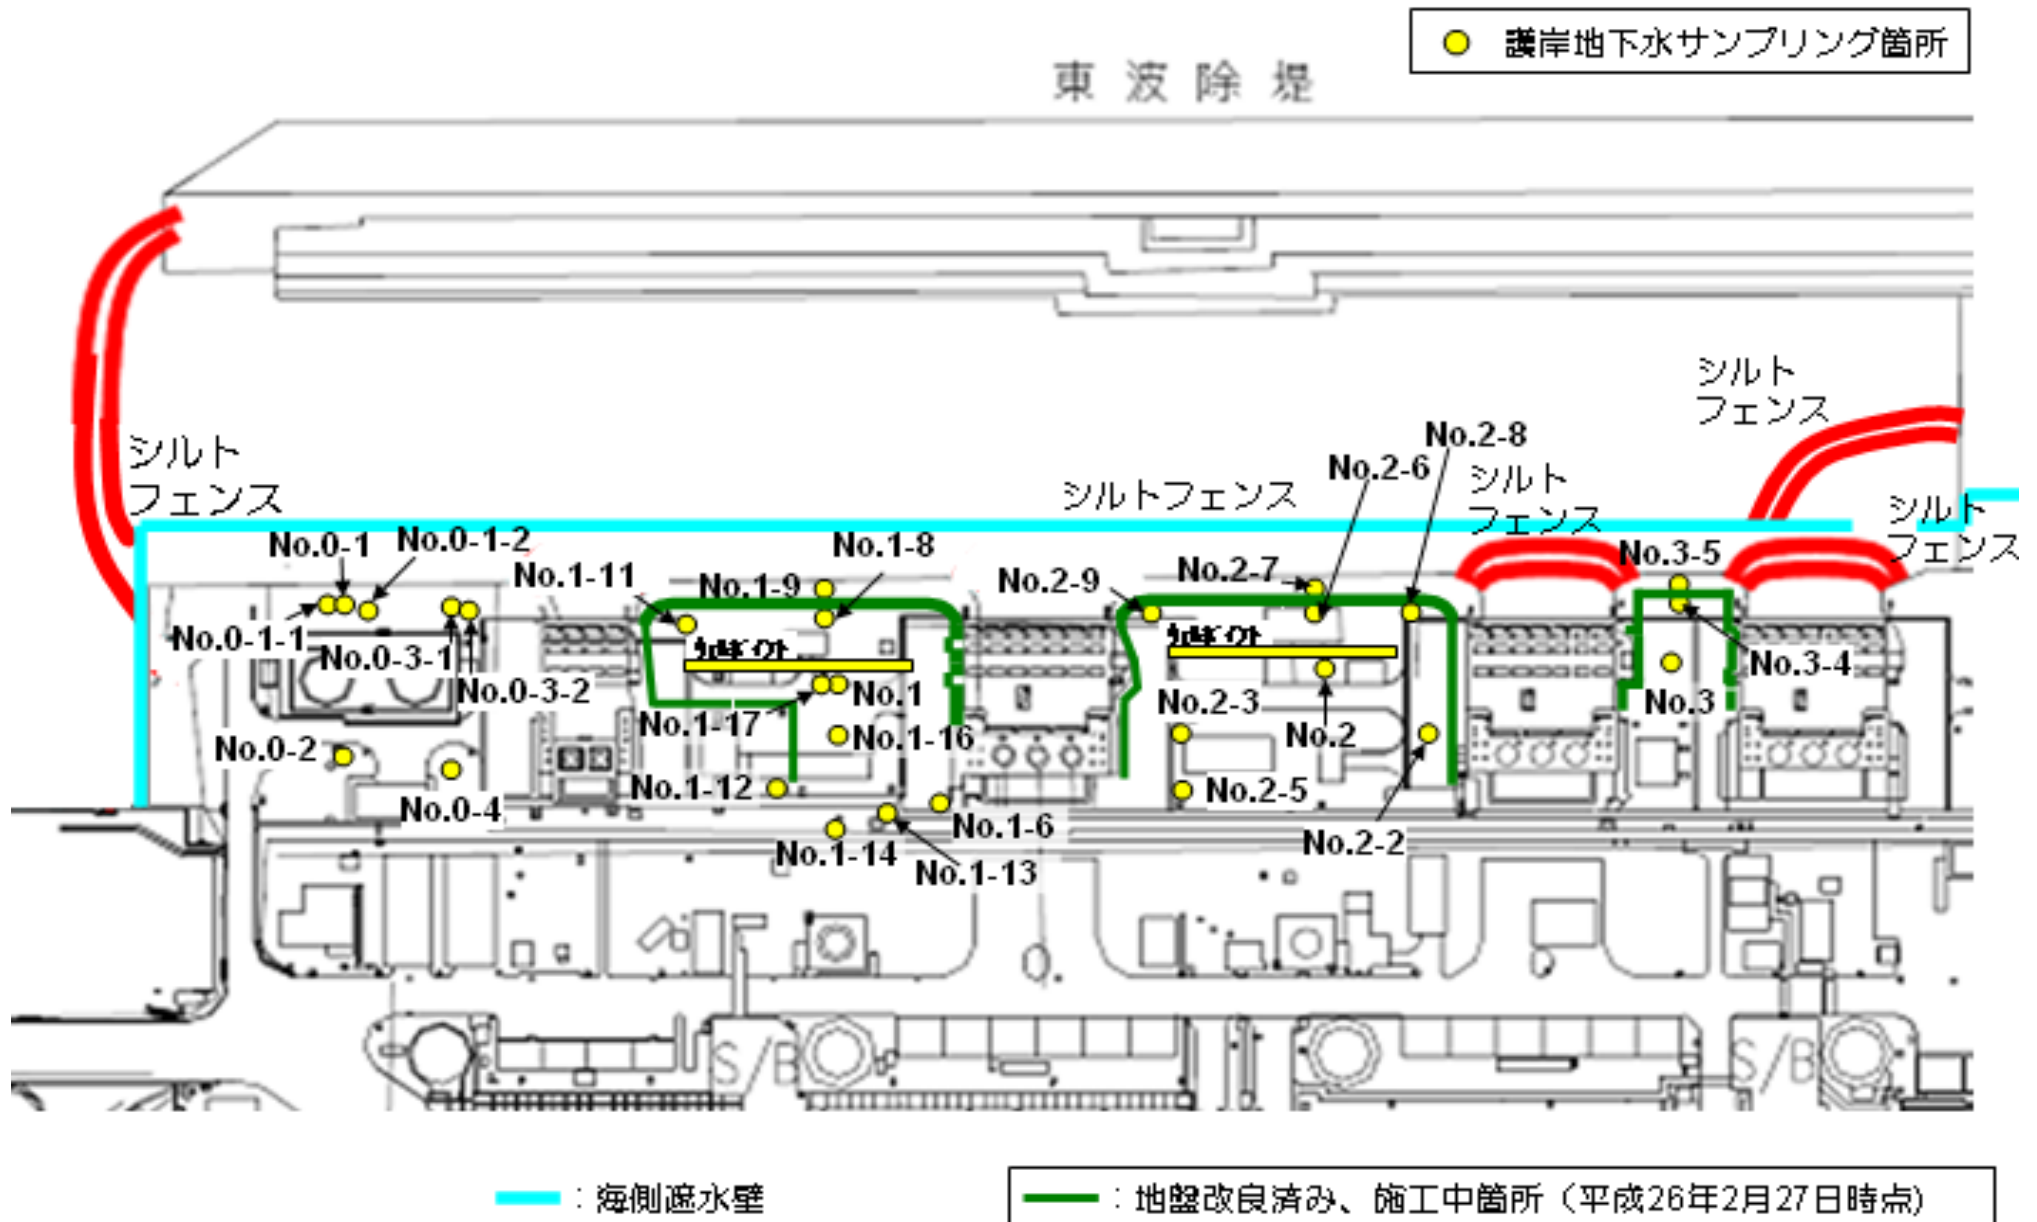 護岸地下水サンプリング箇所
東波除堤
シルト
フェンス
シルト
フェンス
No.2-8
No.2-6
シルト
フェンス
シルトフェンス
シルト
フェンス
No.0-1
No.0-1-2
No.1-8
No.3-5
No.1-11
No.1-9
No.2-9
No.2-7
No.0-1-1
No.0-3-1
No.3-4
No.0-3-2
No.1
No.2-3
No.3
No.1-17
No.1-16
No.2
No.0-2
No.1-12
No.2-5
No.0-4
No.1-6
No.2-2
No.1-14
No.1-13
S/B
S/B
：海側遮水壁
：地盤改良済み、施工中箇所（平成26年2月27日時点)